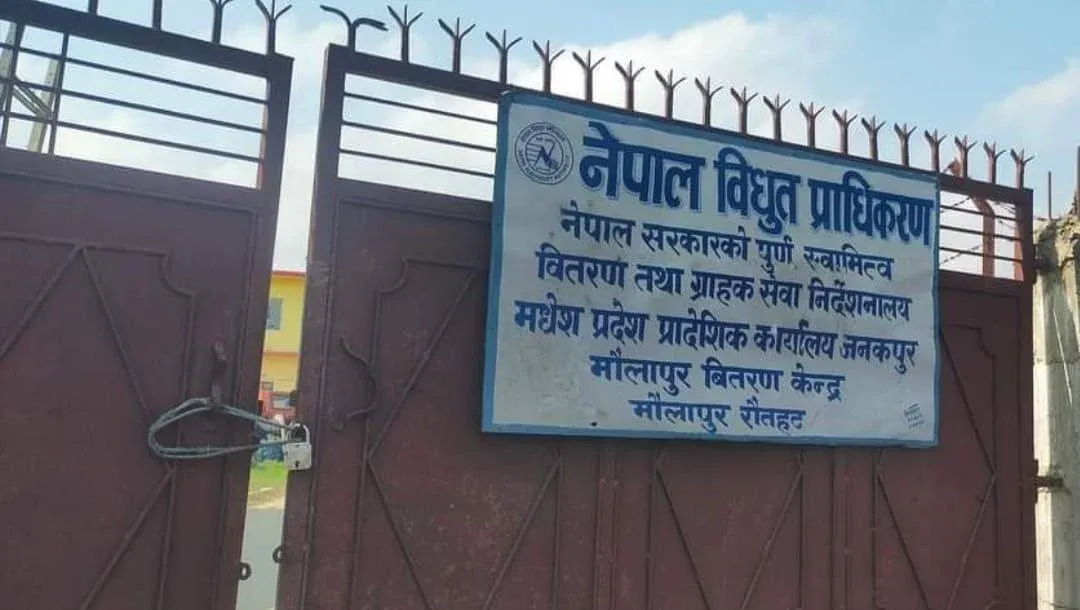 नेपाल विधुत प्राधिकरण
नेपाल सरकारको पुर्ण स्वामित्व
वितरण तथा ग्राहक सेवा निर्देशनालय
मधेश प्रदेश प्रादेशिक कार्यालय जनकपुर
मौलापुर बितरण केन्द्र
मौलापुर रौतहट